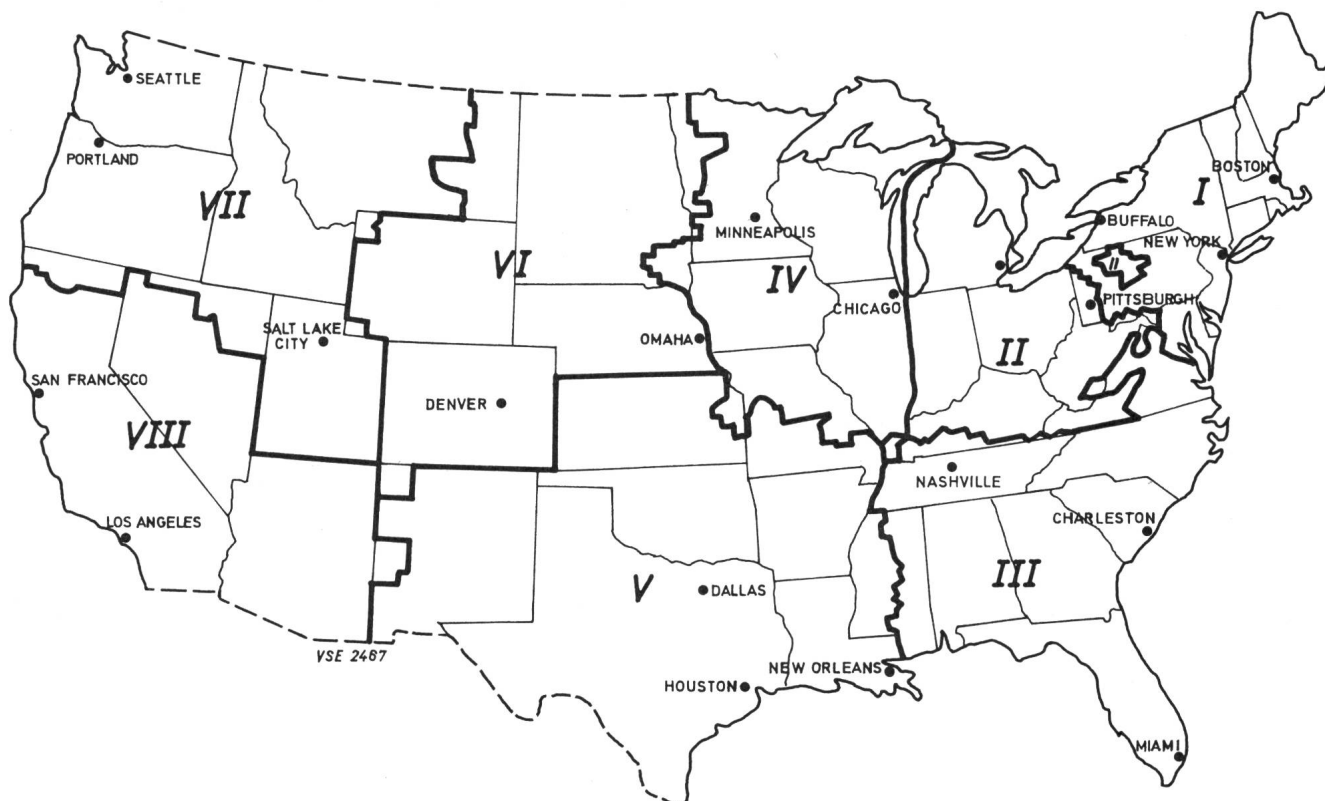 SEATTLE
PORTLAND
BOSTON
I
VII
BUFFALO
MINNEAPOLIS
NEW YORK
VI
II
IV
PITTSBURGH
CHICAGO
SALT LAKE
CITY
OMAHA
II
SAN FRANCISCO
DENVER
VIII
NASHVILLE
LOS ANGELES
CHARLESTON
III
V
DALLAS
VSE 2467
NEW ORLEANS
HOUSTON
MIAMI